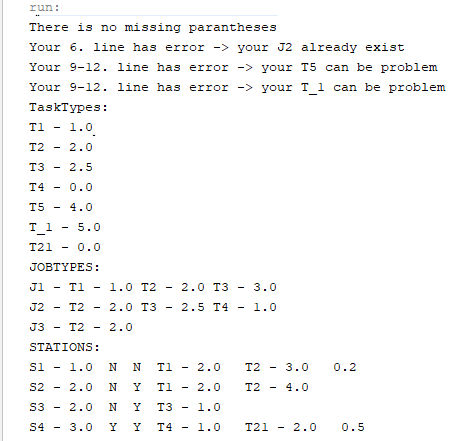 run:
There is no missing parantheses
Your 6. line has error -> your J2 already exist
Your 9-12. line has error -> your T5 can be problem
Your 9-12. line has error -> your T_1 can be problem
TaskTypes:
T1 - 1.0
T2 - 2.0
T3 - 2.5
T4 - 0.0
T5 - 4.0
T_1 - 5.0
T21 - 0.0
JOBTYPES:
J1 - T1 - 1.0 T2 - 2.0 T3 - 3.0
J2 - T2 - 2.0 T3 - 2.5 T4 - 1.0
J3 - T2 - 2.0
STATIONS:
S1 - 1.0 N N T1 - 2.0 T2 - 3.0 0.2
S2 - 2.0 N Y T1 - 2.0 T2 - 4.0
S3 - 2.0 N Y T3 - 1.0
S4 - 3.0 Y Y T4 - 1.0 T21 - 2.0 0.5